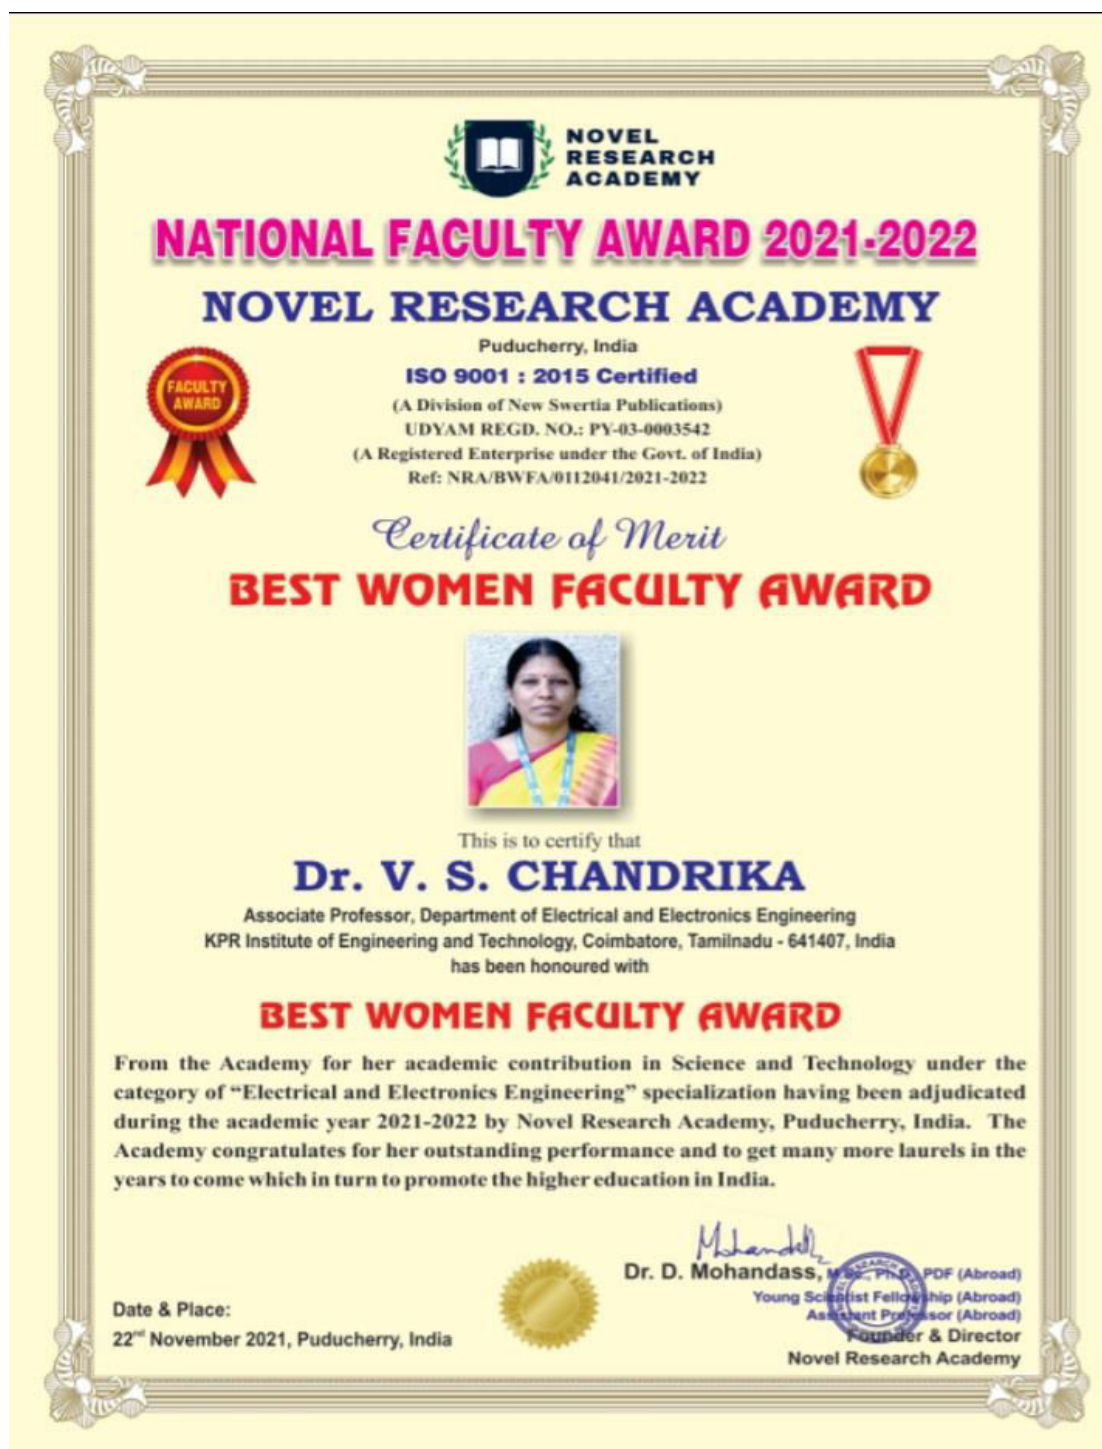 NOVEL
RESEARCH
ACADEMY
NATIONAL FACULTY AWARD 2021-2022
NOVEL RESEARCH ACADEMY
Puducherry, India
ISO 9001 : 2015 Certified
FACULTY
AWARD
(A Division of New Swertia Publications)
UDYAM REGD. NO.: PY-03-0003542
(A Registered Enterprise under the Govt. of India)
Ref: NRA/BWFA/0112041/2021-2022
Certificate of Merit
BEST WOMEN FACULTY AWARD
This is to certify that
Dr. V. S. CHANDRIKA
Associate Professor, Department of Electrical and Electronics Engineering
KPR Institute of Engineering and Technology, Coimbatore, Tamilnadu - 641407, India
has been honoured with
BEST WOMEN FACULTY AWARD
From the Academy for her academic contribution in Science and Technology under the
category of “Electrical and Electronics Engineering” specialization having been adjudicated
during the academic year 2021-2022 by Novel Research Academy, Puducherry, India. The
Academy congratulates for her outstanding performance and to get many more laurels in the
years to come which in turn to promote the higher education in India.
Dr. D. Mohandass, M.Sc., Ph.D., PDF (Abroad)
Young Scientist Fellowship (Abroad)
Assistant Professor (Abroad)
Founder & Director
Novel Research Academy
Date & Place:
22nd November 2021, Puducherry, India